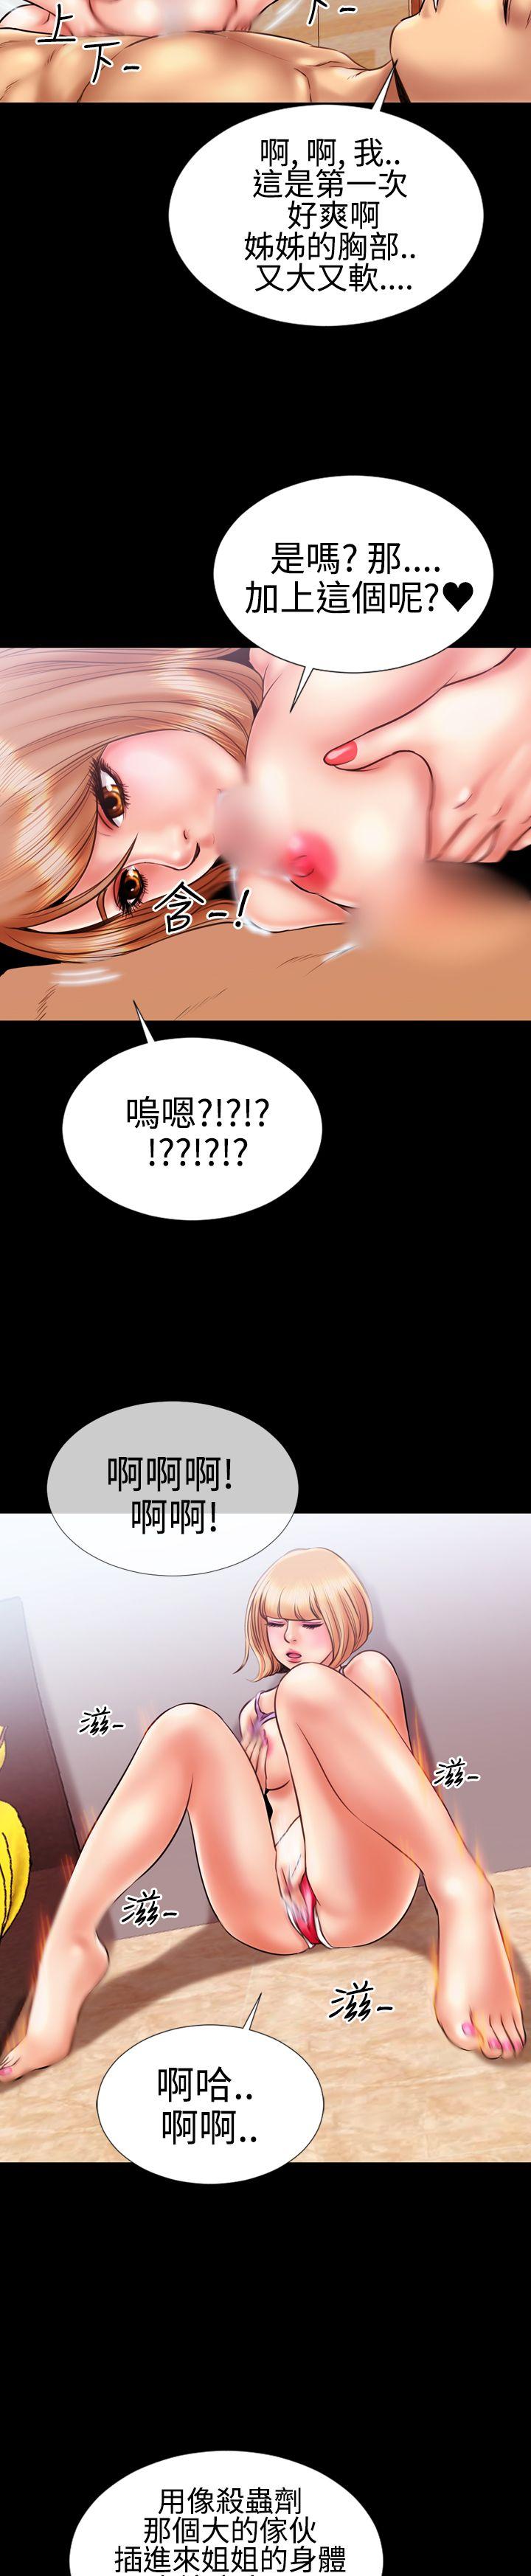 上
下~
啊, 啊, 我..
這是第一次
好爽啊
姊姊的胸部..
又大又軟....
是嗎? 那....
加上這個呢?♥
含~!
嗚嗯?!?!?
!??!?!?
啊啊啊!
啊啊!
滋~
滋~
滋~
滋~
啊哈..
啊啊..
用像殺蟲劑
那個大的傢伙
插進來姐姐的身體